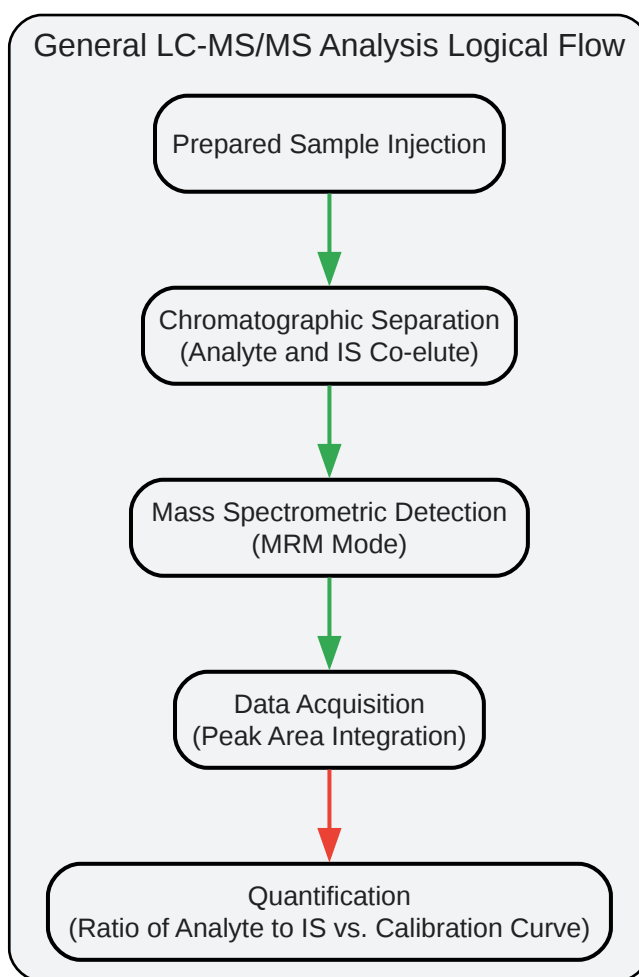 General LC-MS/MS Analysis Logical Flow
Prepared Sample Injection
Chromatographic Separation
(Analyte and IS Co-elute)
Mass Spectrometric Detection
(MRM Mode)
Data Acquisition
(Peak Area Integration)
Quantification
(Ratio of Analyte to IS vs. Calibration Curve)